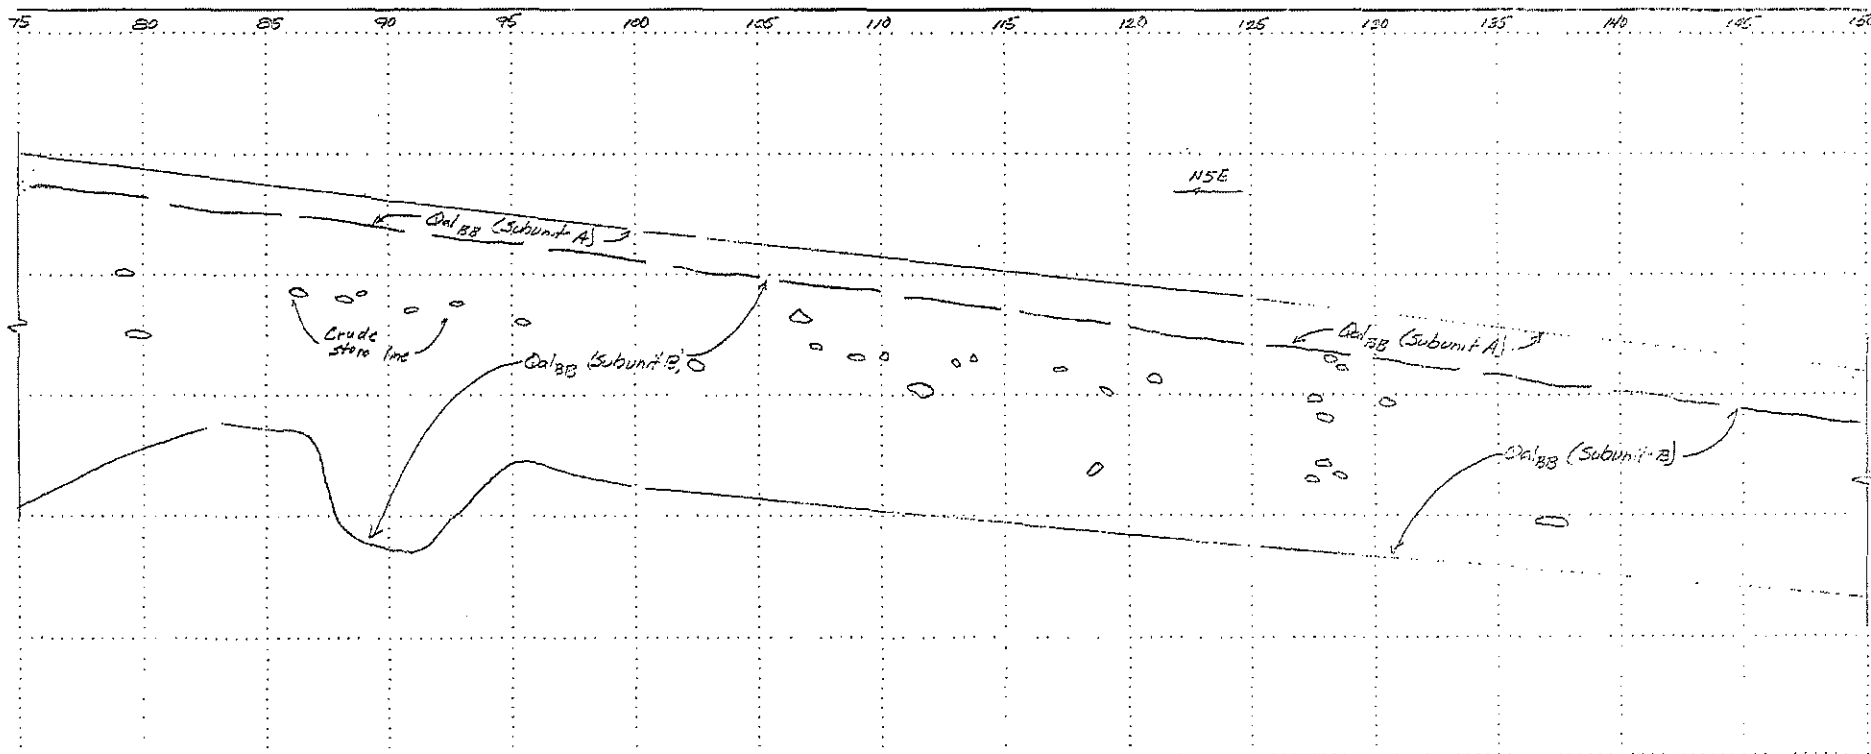 75 80 85 90 95 100 105 110 115 120 125 130 135 140 145 150
N5E
Qal BB (Subunit A)
Crude
stone line
Qal BB (Subunit B)
Qal BB (Subunit A)
Qal BB (Subunit B)